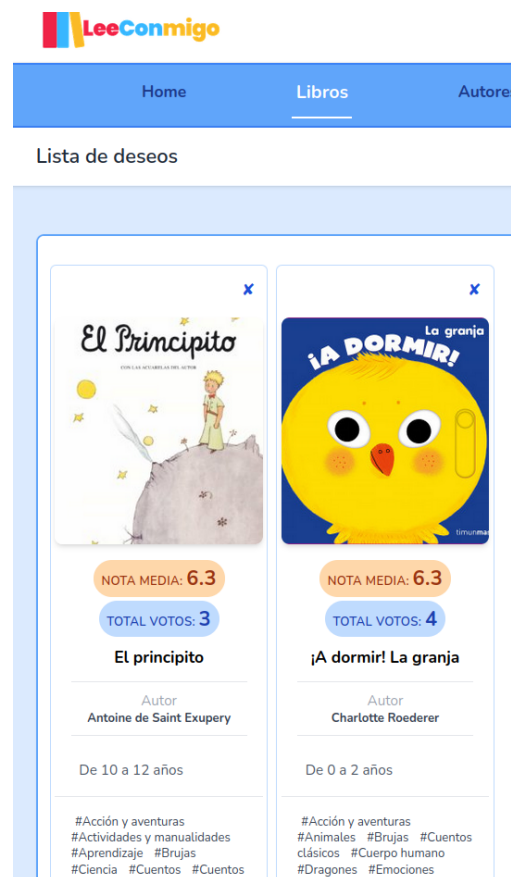 LeeConmigo
Home Libros Autores
Lista de deseos
✘ ✘
El Principito
CON LAS ACUARELAS DEL AUTOR
La granja
¡A DORMIR!
NOTA MEDIA: 6.3
TOTAL VOTOS: 3
El principito
Autor
Antoine de Saint Exupery
De 10 a 12 años
#Acción y aventuras
#Actividades y manualidades
#Aprendizaje #Brujas
#Ciencia #Cuentos #Cuentos
NOTA MEDIA: 6.3
TOTAL VOTOS: 4
¡A dormir! La granja
Autor
Charlotte Roederer
De 0 a 2 años
#Acción y aventuras
#Animales #Brujas #Cuentos
clásicos #Cuerpo humano
#Dragones #Emociones